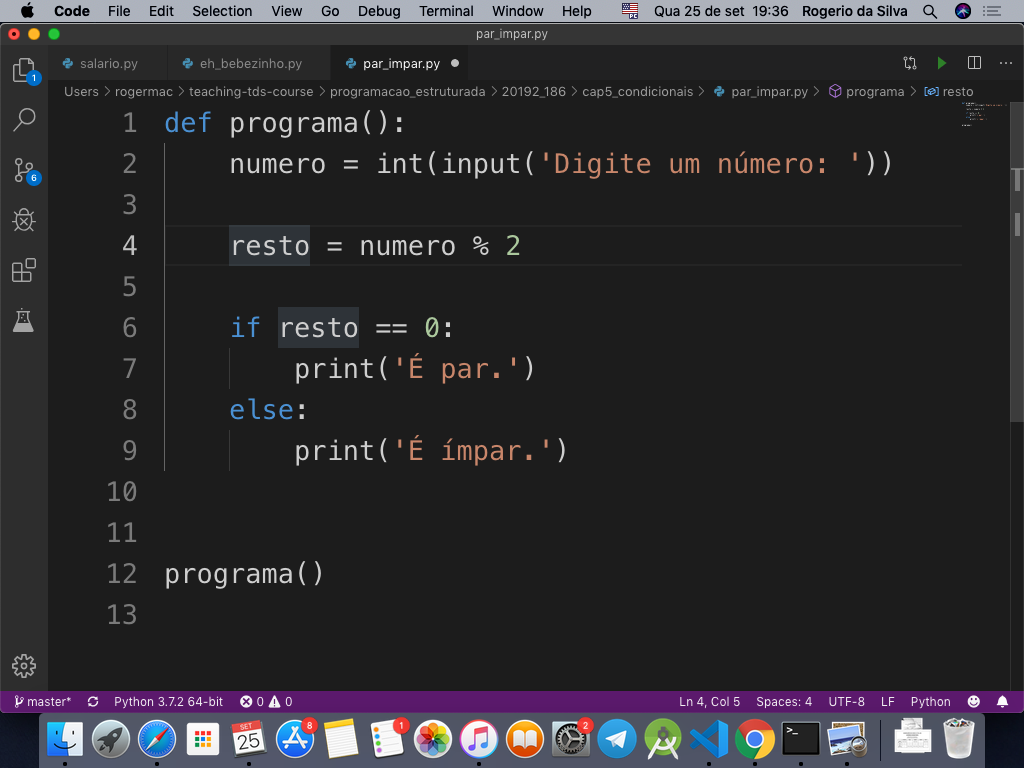 Code File Edit Selection View Go Debug Terminal Window Help Qua 25 de set 19:36 Rogerio da Silva
par_impar.py
salario.py eh_bebezinho.py par_impar.py
Users > rogermac > teaching-tds-course > programacao_estruturada > 20192_186 > cap5_condicionais > par_impar.py > programa > resto
1 def programa():
2 numero = int(input('Digite um número: '))
3
4 resto = numero % 2
5
6 if resto == 0:
7 print('É par.')
8 else:
9 print('É ímpar.')
10
11
12 programa()
13
1
6
master* Python 3.7.2 64-bit 0 0 Ln 4, Col 5 Spaces: 4 UTF-8 LF Python
SET
25
8
1
2